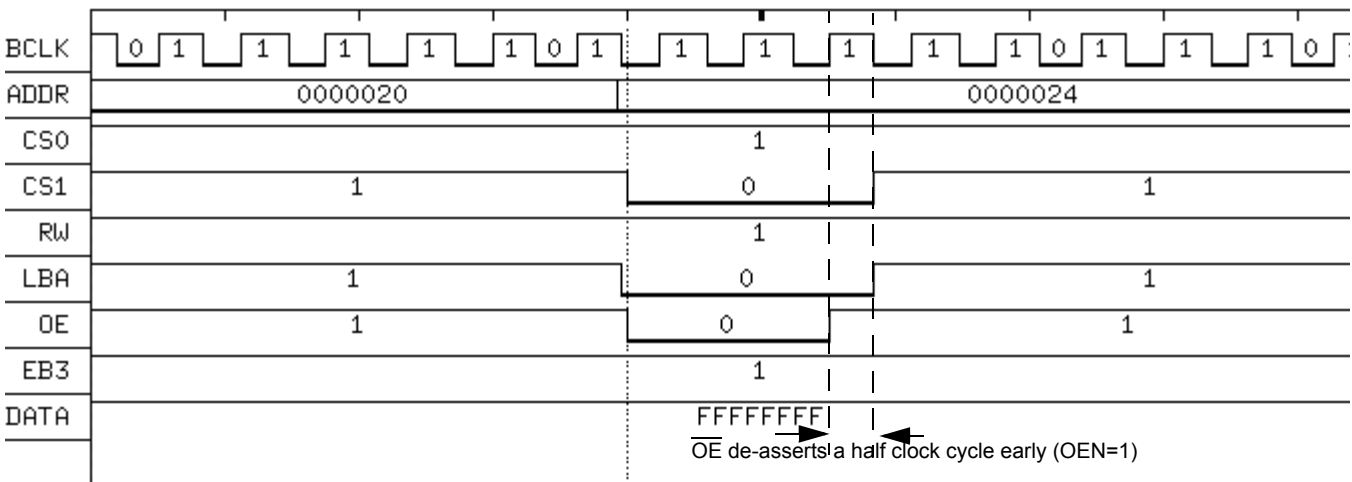 BCLK 0 1 1 1 1 1 0 1 1 1 1 1 1 0 1 1 1 0 1
ADDR 0000020 0000024
CS0 1
CS1 1 0 1
RW 1
LBA 1 0 1
OE 1 0 1
EB3 1
DATA FFFFFFFF
OE de-asserts a half clock cycle early (OEN=1)